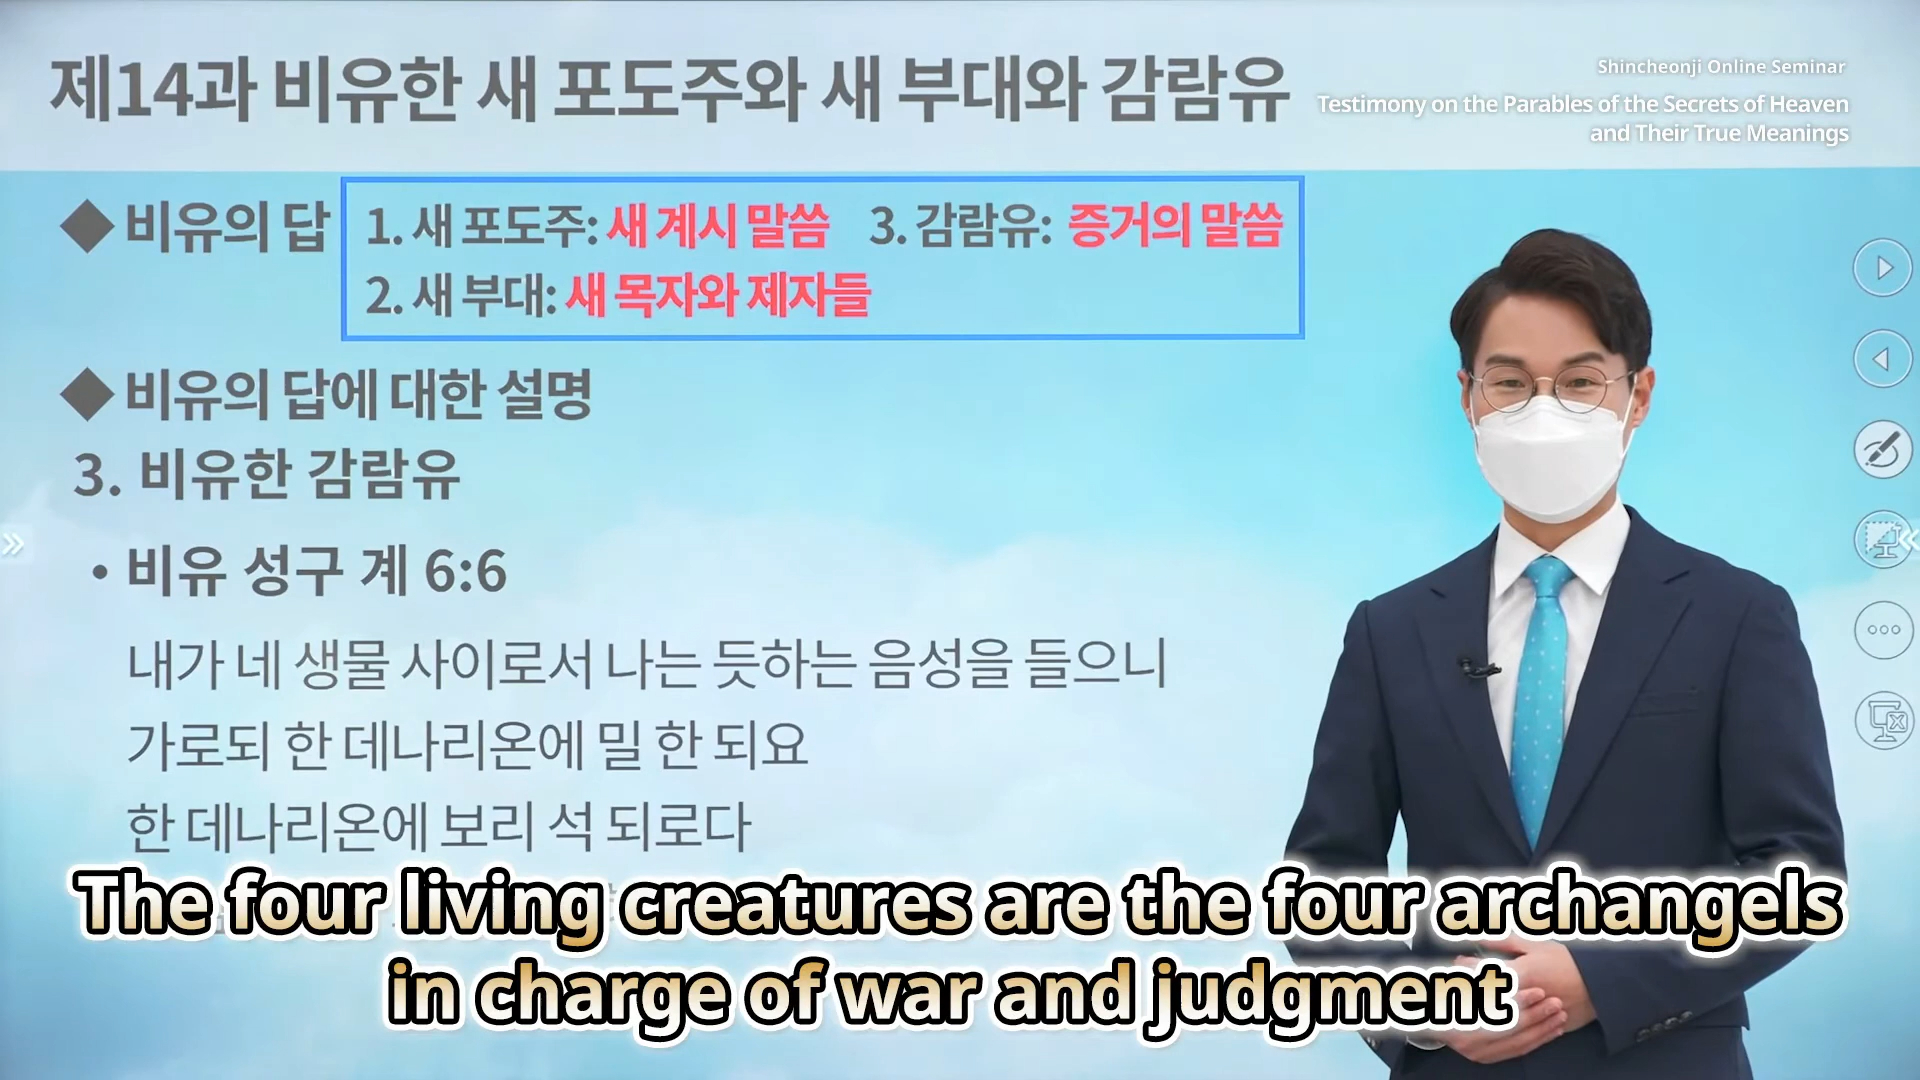 제14과 비유한 새 포도주와 새 부대와 감람유
Shincheonji Online Seminar
Testimony on the Parables of the Secrets of Heaven
and Their True Meanings
◆ 비유의 답
1. 새 포도주: 새 계시 말씀 3. 감람유: 증거의 말씀
2. 새 부대: 새 목자와 제자들
◆ 비유의 답에 대한 설명
3. 비유한 감람유
• 비유 성구 계 6:6
내가 네 생물 사이로서 나는 듯하는 음성을 들으니
가로되 한 데나리온에 밀 한 되요
한 데나리온에 보리 석 되로다
The four living creatures are the four archangels
in charge of war and judgment